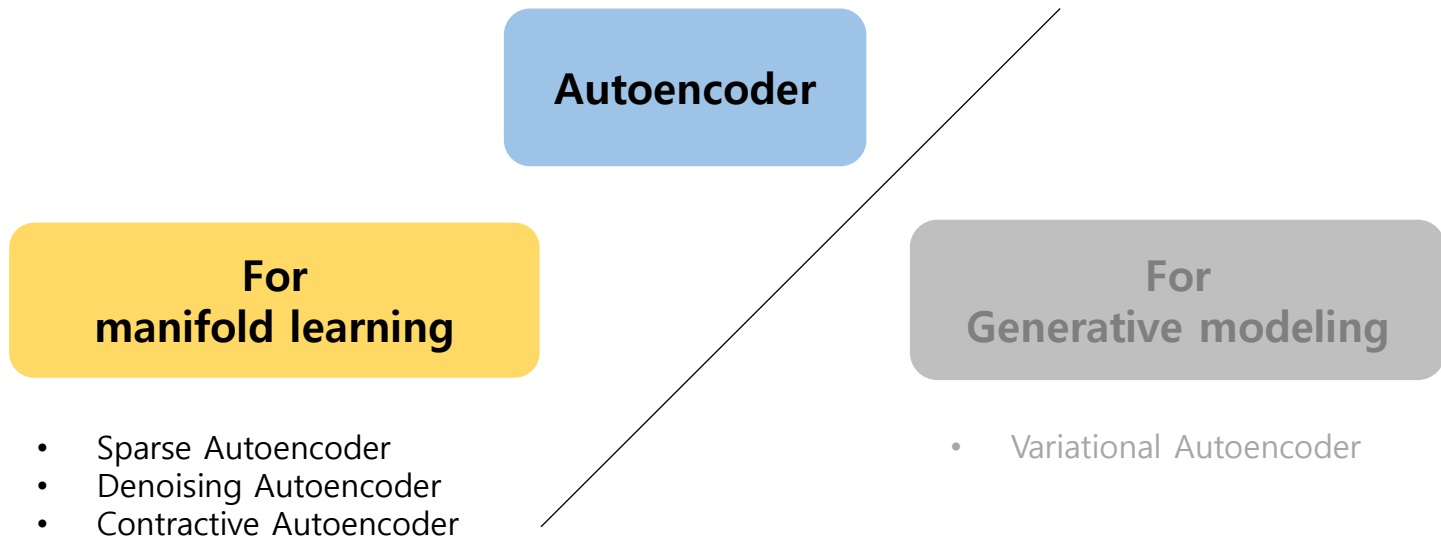 Autoencoder
For
manifold learning
• Sparse Autoencoder
• Denoising Autoencoder
• Contractive Autoencoder
For
Generative modeling
• Variational Autoencoder